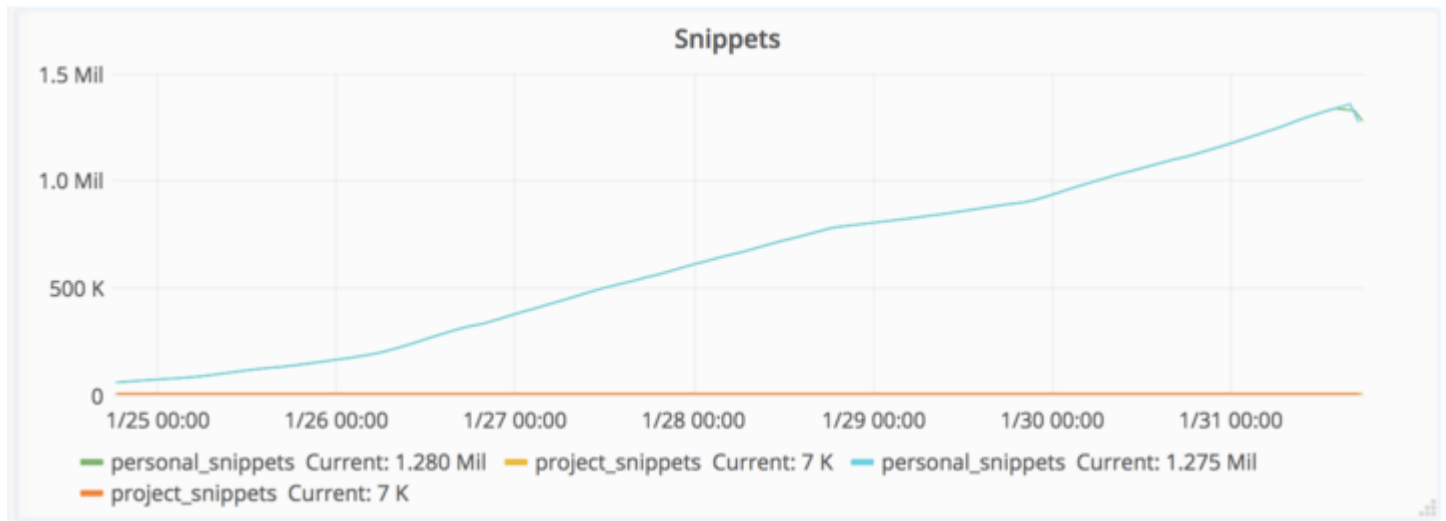 Snippets
1.5 Mil
1.0 Mil
500 K
0
1/25 00:00 1/26 00:00 1/27 00:00 1/28 00:00 1/29 00:00 1/30 00:00 1/31 00:00
personal_snippets Current: 1.280 Mil project_snippets Current: 7 K personal_snippets Current: 1.275 Mil
project_snippets Current: 7 K